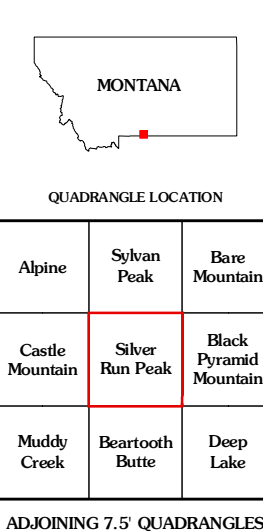 MONTANA
QUADRANGLE LOCATION
Alpine
Sylvan
Peak
Bare
Mountain
Castle
Mountain
Silver
Run Peak
Black
Pyramid
Mountain
Muddy
Creek
Beartooth
Butte
Deep
Lake
ADJOINING 7.5' QUADRANGLES